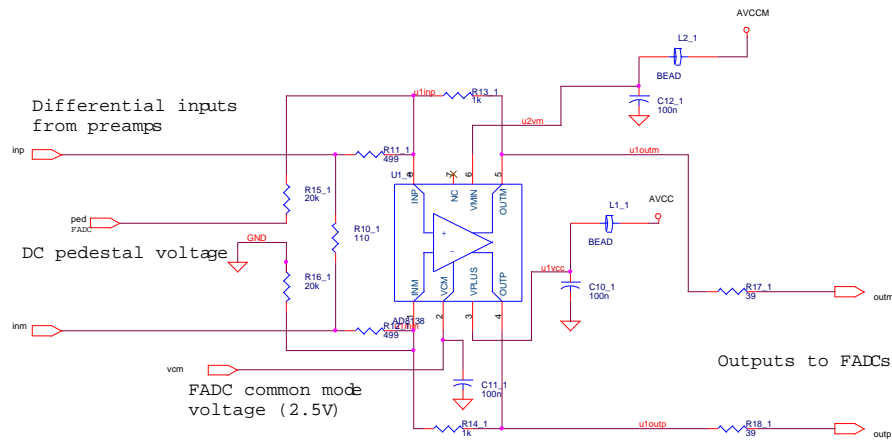 AVCCM
L2_1
BEAD
C12_1
100n
u1inp
R13_1
1k
u2vm
Differential inputs
from preamps
inp
R11_1
499
u1outm
U1_
8
7
6
5
INP
NC
VMIN
OUTM
R15_1
20k
ped
FADC
R10_1
110
GND
DC pedestal voltage
R16_1
20k
+
−
AVCC
L1_1
BEAD
u1vcc
C10_1
100n
INM
VCM
VPLUS
OUTP
R17_1
39
outm
inm
499
AD8138
1
2
3
4
vcm
FADC common mode
voltage (2.5V)
C11_1
100n
Outputs to FADCs
R14_1
1k
u1outp
R18_1
39
outp